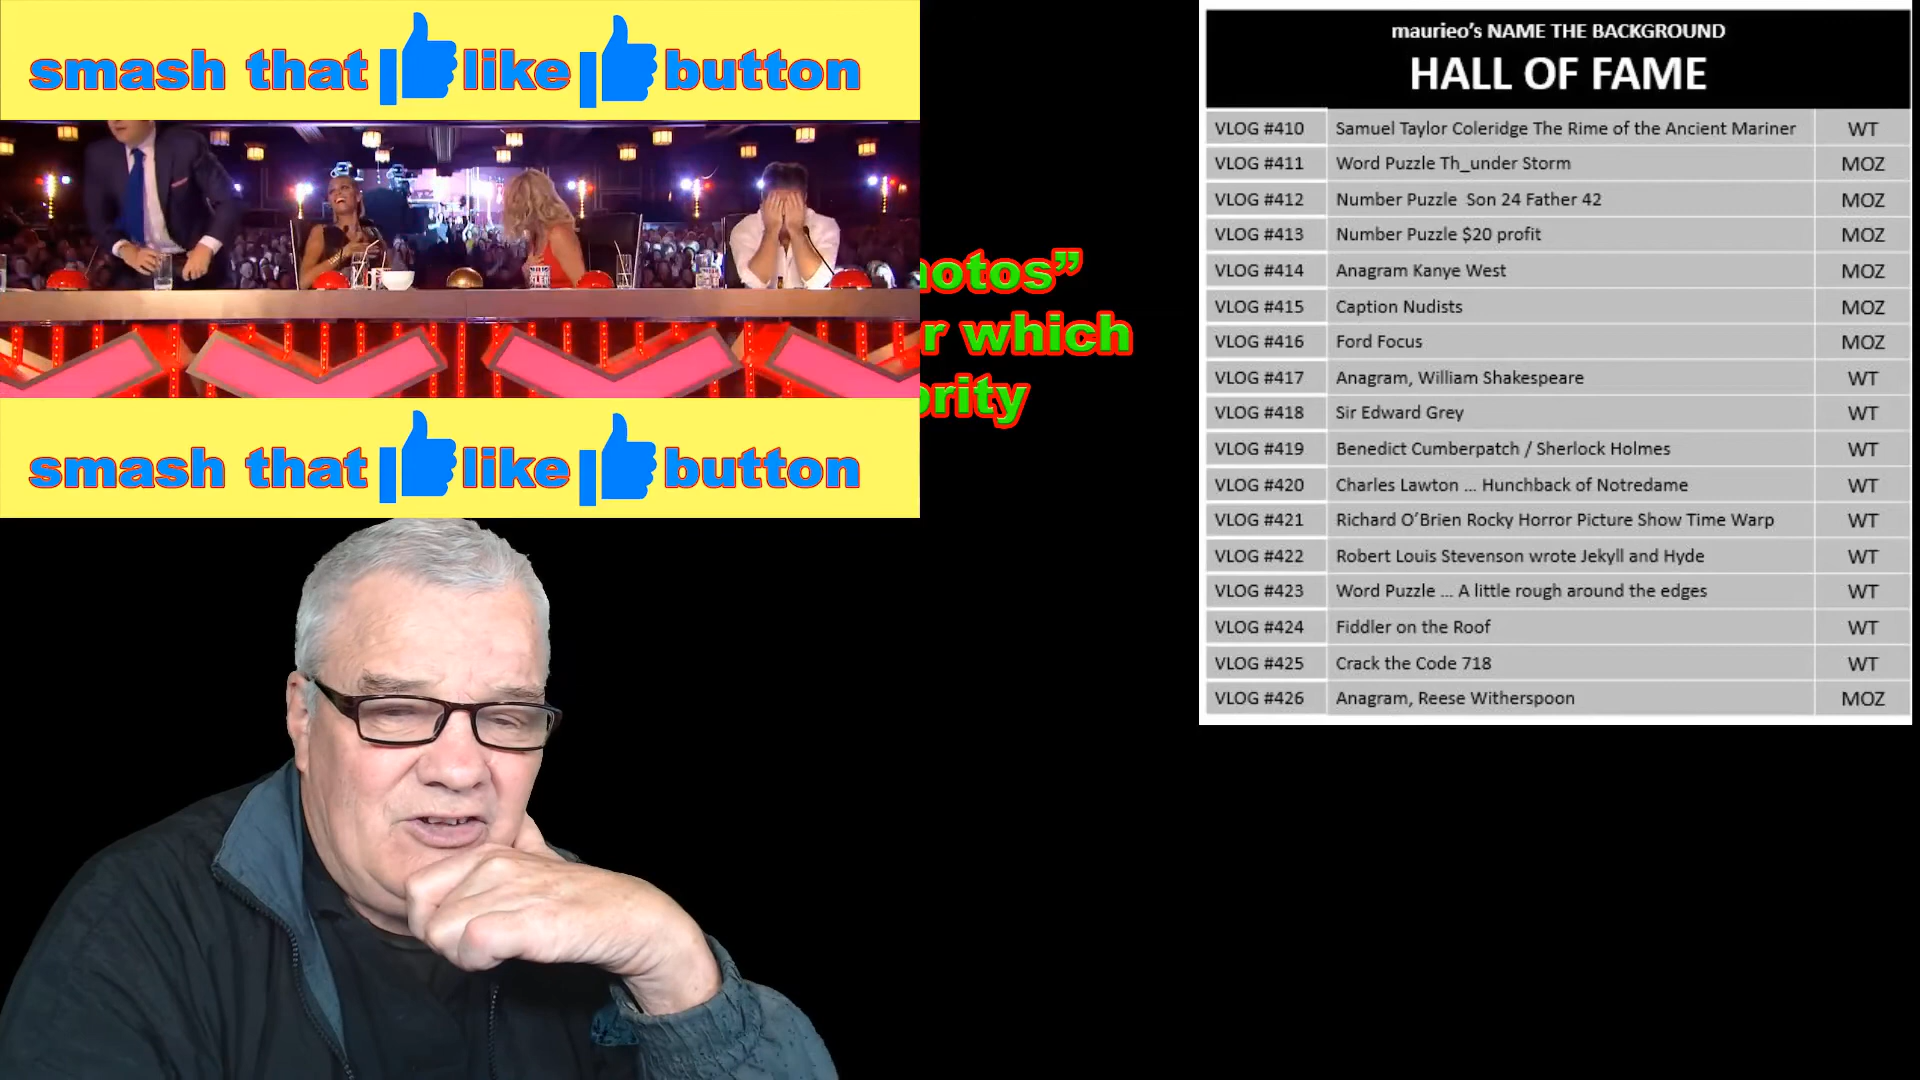 smash that like button
smash that like button
otos”
r which
ority
maurieo’s NAME THE BACKGROUND
HALL OF FAME
VLOG #410 Samuel Taylor Coleridge The Rime of the Ancient Mariner WT
VLOG #411 Word Puzzle Th_under Storm MOZ
VLOG #412 Number Puzzle Son 24 Father 42 MOZ
VLOG #413 Number Puzzle $20 profit MOZ
VLOG #414 Anagram Kanye West MOZ
VLOG #415 Caption Nudists MOZ
VLOG #416 Ford Focus MOZ
VLOG #417 Anagram, William Shakespeare WT
VLOG #418 Sir Edward Grey WT
VLOG #419 Benedict Cumberpatch / Sherlock Holmes WT
VLOG #420 Charles Lawton ... Hunchback of Notredame WT
VLOG #421 Richard O’Brien Rocky Horror Picture Show Time Warp WT
VLOG #422 Robert Louis Stevenson wrote Jekyll and Hyde WT
VLOG #423 Word Puzzle ... A little rough around the edges WT
VLOG #424 Fiddler on the Roof WT
VLOG #425 Crack the Code 718 WT
VLOG #426 Anagram, Reese Witherspoon MOZ